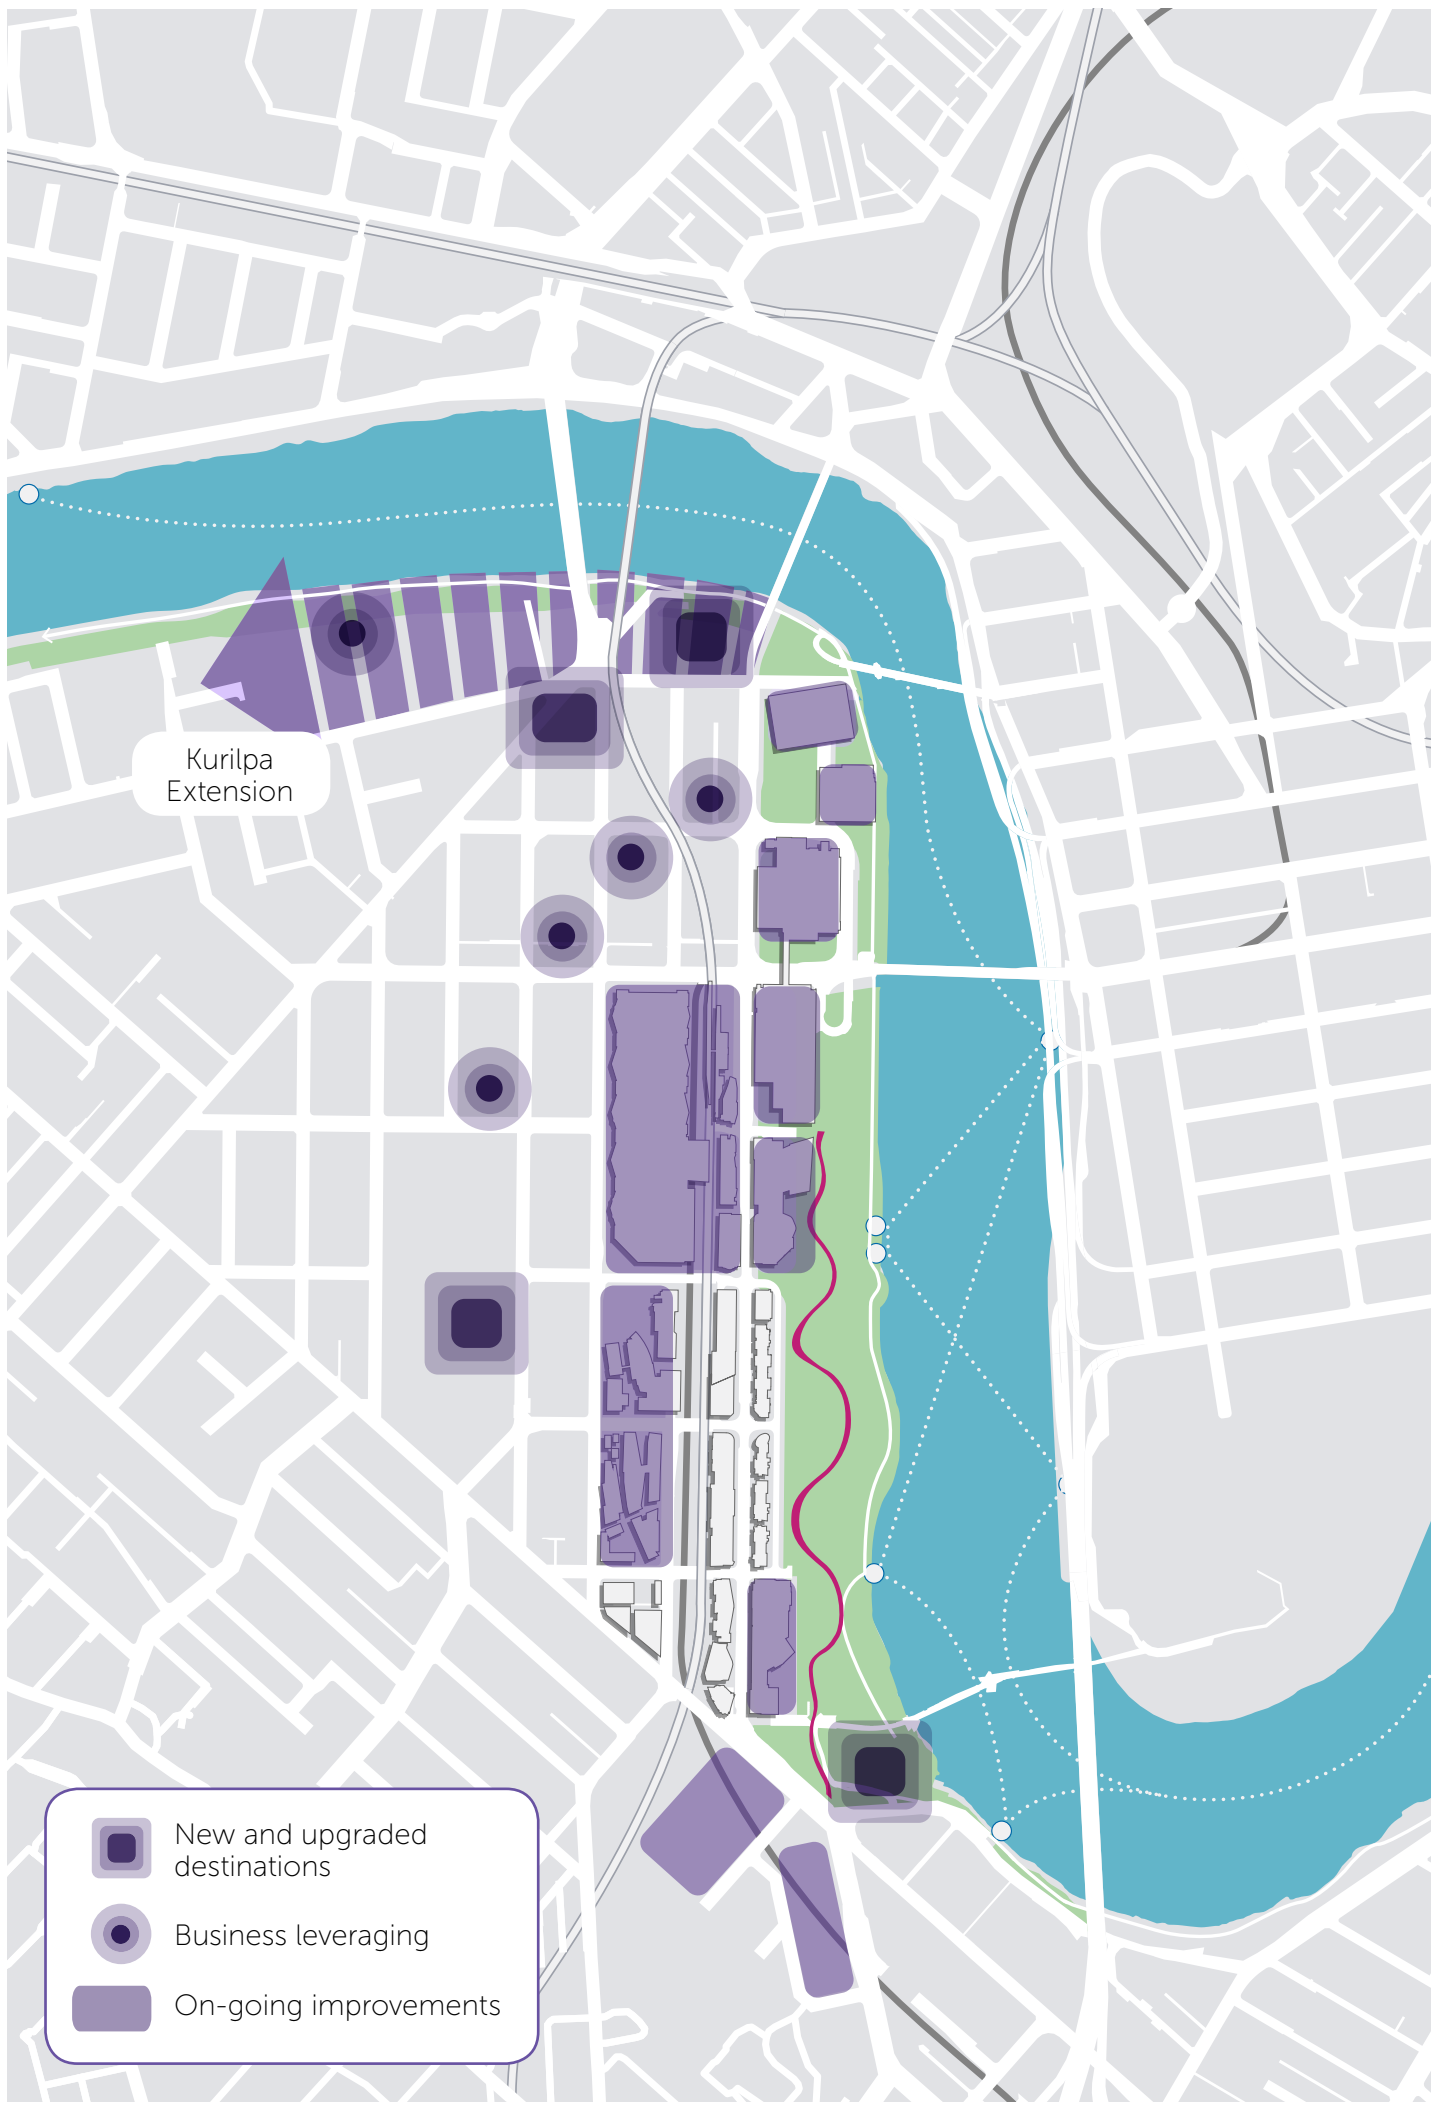 Kurilpa
Extension
New and upgraded
destinations
Business leveraging
On-going improvements